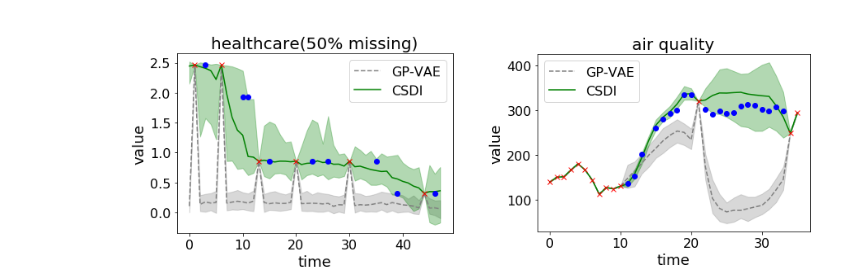 healthcare(50% missing)
value
2.5
2.0
1.5
1.0
0.5
0.0
GP-VAE
CSDI
0
10
20
30
40
time
air quality
value
400
300
200
100
GP-VAE
CSDI
0
10
20
30
time